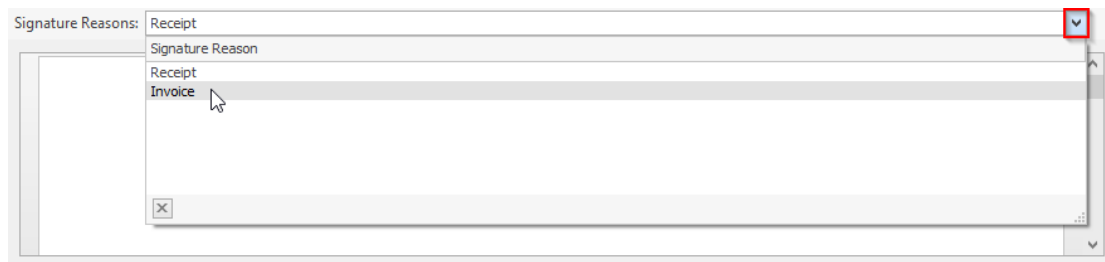 Signature Reasons: Receipt
Signature Reason
Receipt
Invoice